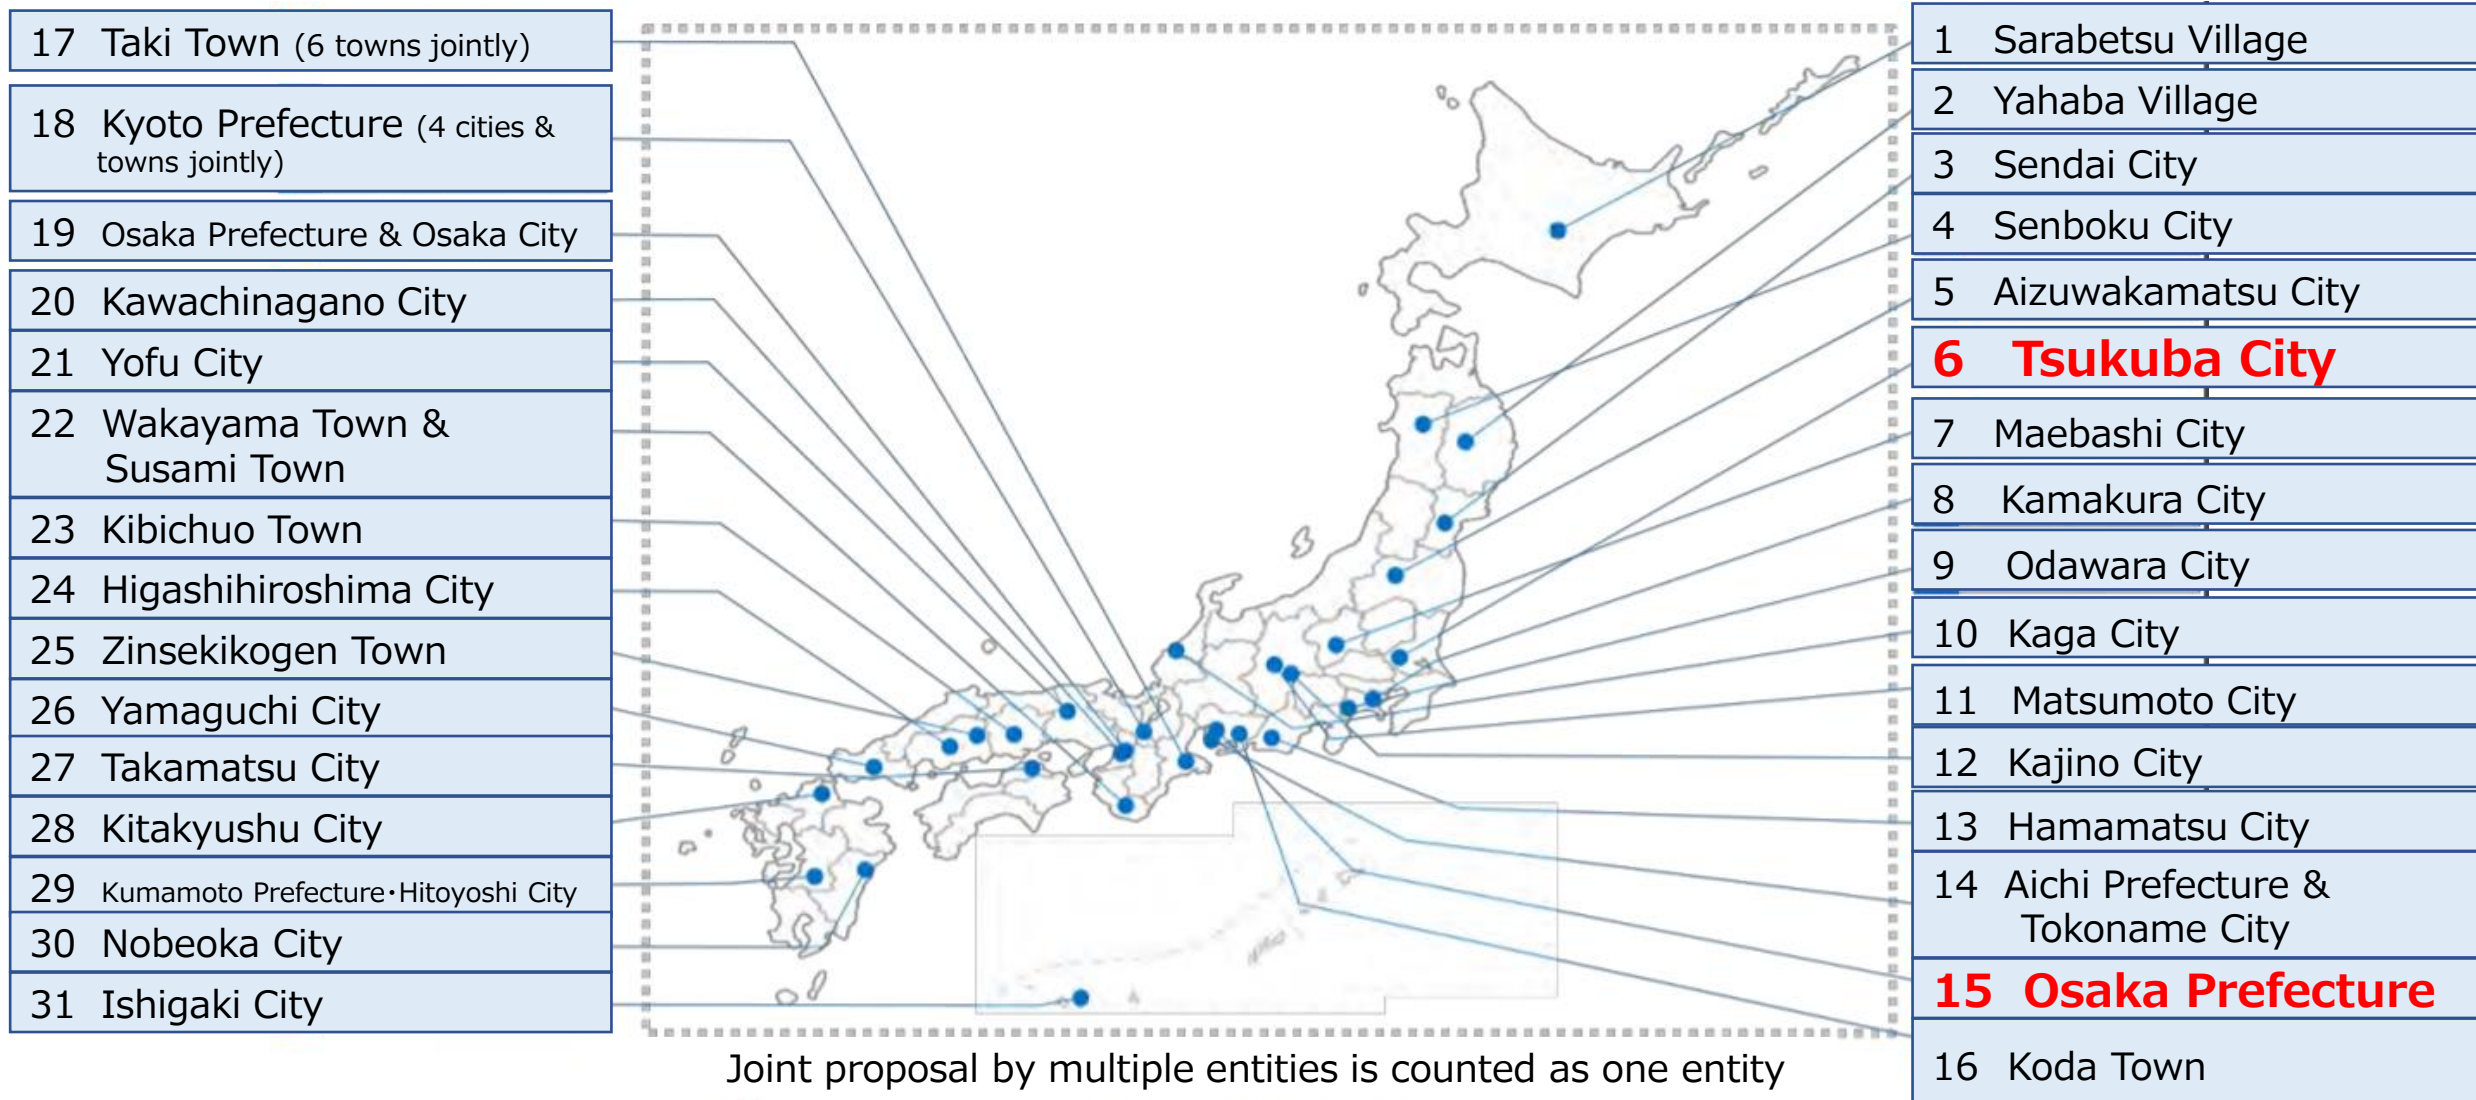 17 Taki Town (6 towns jointly)
18 Kyoto Prefecture (4 cities &
towns jointly)
19 Osaka Prefecture & Osaka City
20 Kawachinagano City
21 Yofu City
22 Wakayama Town &
Susami Town
23 Kibichuo Town
24 Higashihiroshima City
25 Zinsekikogen Town
26 Yamaguchi City
27 Takamatsu City
28 Kitakyushu City
29 Kumamoto Prefecture・Hitoyoshi City
30 Nobeoka City
31 Ishigaki City
1 Sarabetsu Village
2 Yahaba Village
3 Sendai City
4 Senboku City
5 Aizuwakamatsu City
6 Tsukuba City
7 Maebashi City
8 Kamakura City
9 Odawara City
10 Kaga City
11 Matsumoto City
12 Kajino City
13 Hamamatsu City
14 Aichi Prefecture &
Tokoname City
15 Osaka Prefecture
16 Koda Town
Joint proposal by multiple entities is counted as one entity